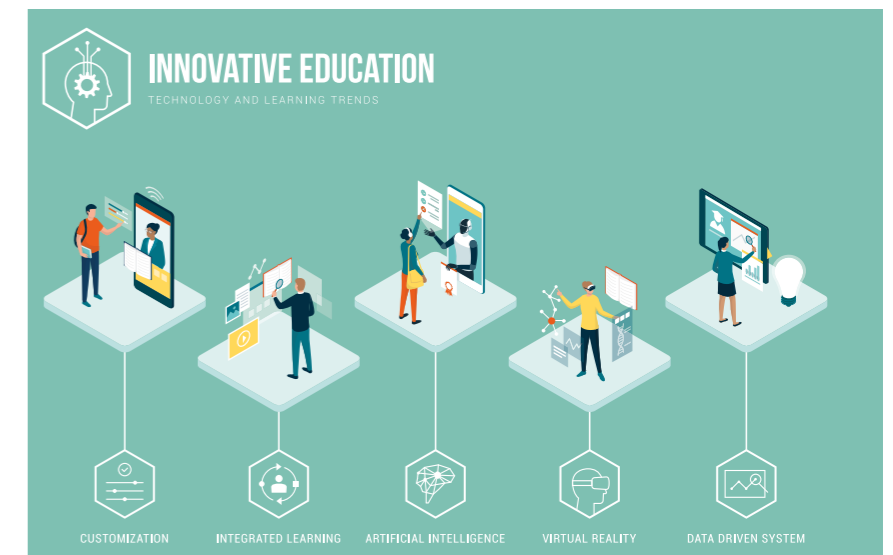 INNOVATIVE EDUCATION
TECHNOLOGY AND LEARNING TRENDS
CUSTOMIZATION
INTEGRATED LEARNING
ARTIFICIAL INTELLIGENCE
VIRTUAL REALITY
DATA DRIVEN SYSTEM